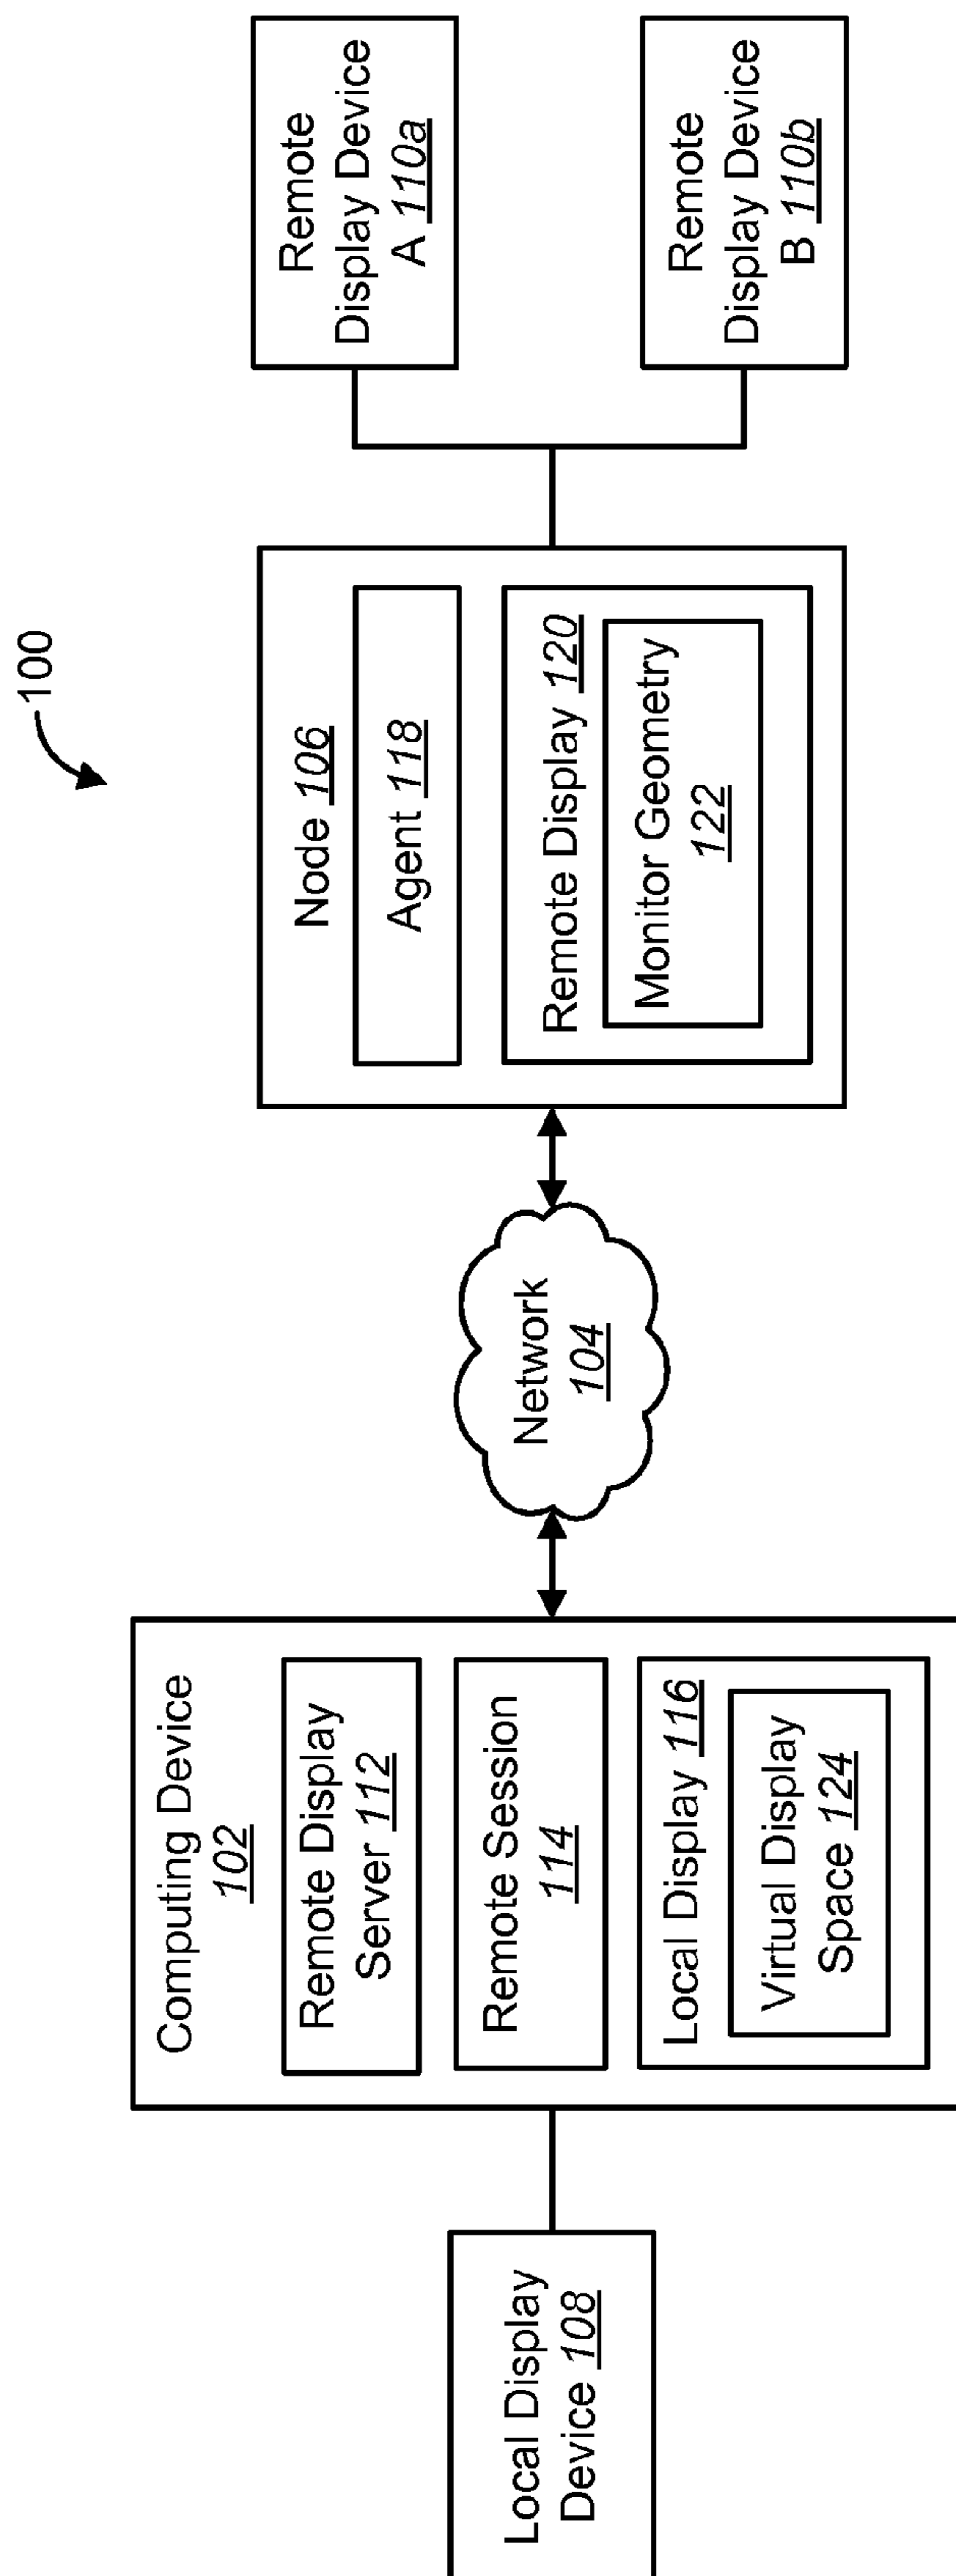 100
Computing Device
102
Remote Display
Server 112
Remote Session
114
Local Display 116
Virtual Display
Space 124
Local Display
Device 108
Network
104
Node 106
Agent 118
Remote Display 120
Monitor Geometry
122
Remote
Display Device
A 110a
Remote
Display Device
B 110b